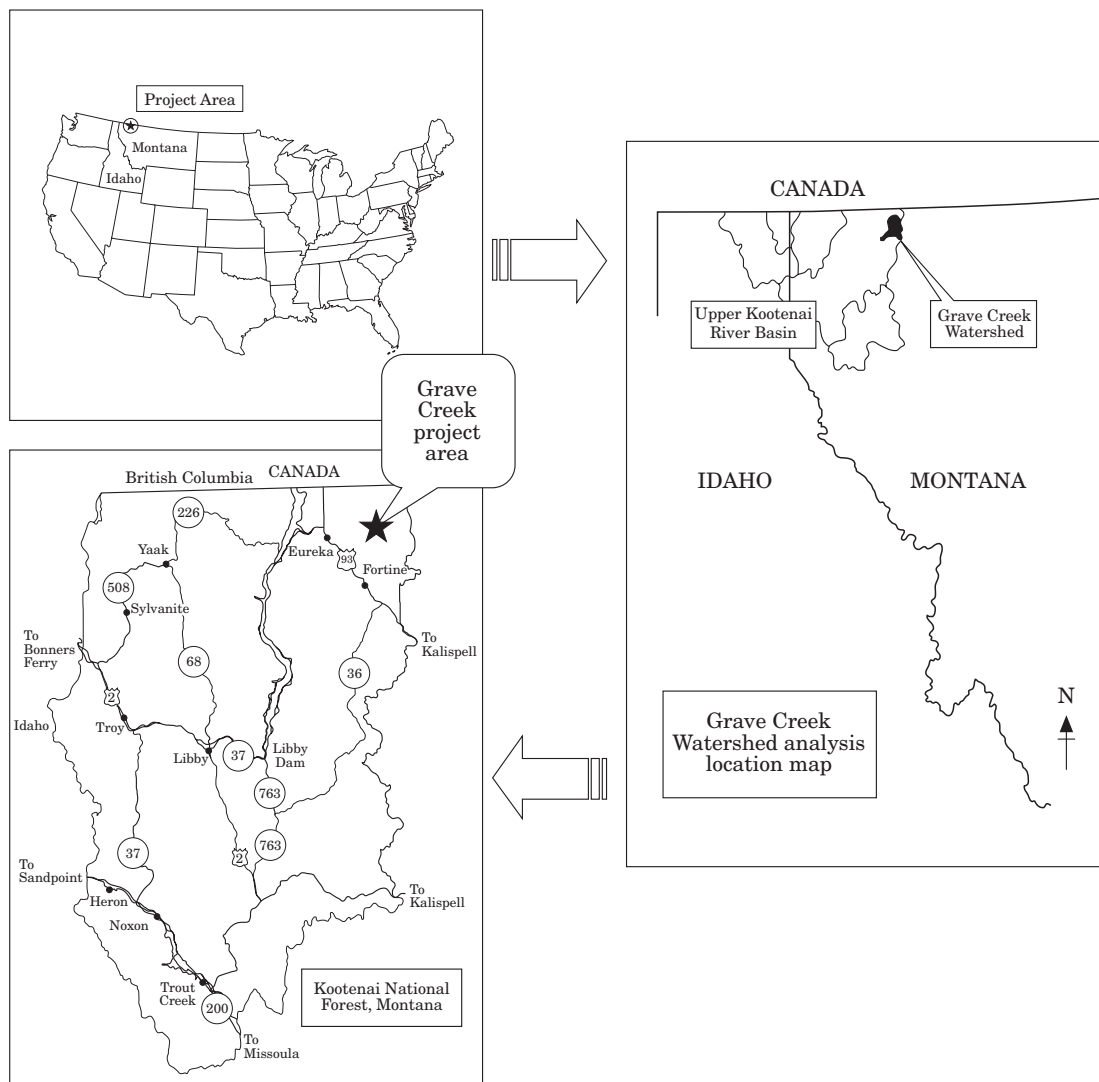 Project Area
Montana
Idaho
CANADA
Upper Kootenai
River Basin
Grave Creek
Watershed
IDAHO
MONTANA
Grave Creek
Watershed analysis
location map
N
Grave
Creek
project
area
British Columbia
CANADA
226
Eureka
93
Yaak
Fortine
508
Sylvanite
To
Bonners
Ferry
To
Kalispell
68
36
2
Idaho
Troy
Libby
37
Libby
Dam
763
763
37
2
To
Sandpoint
Heron
To
Kalispell
Noxon
Trout
Creek
200
Kootenai National
Forest, Montana
To
Missoula